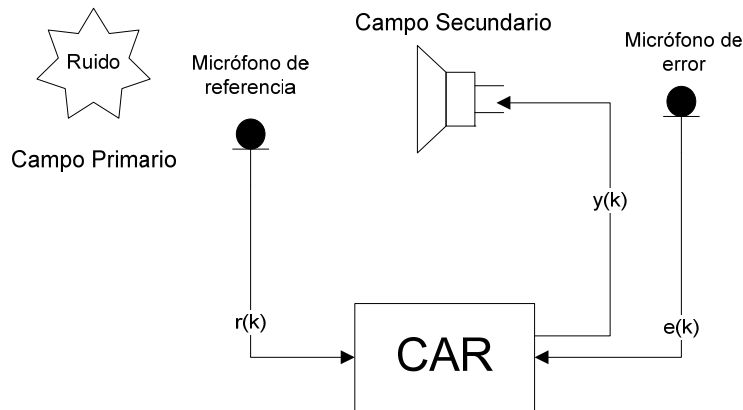 Ruido
Campo Primario
Micrófono de
referencia
Campo Secundario
Micrófono de
error
y(k)
r(k)
e(k)
CAR